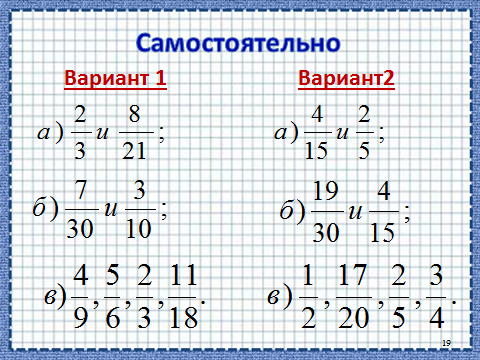 Самостоятельно
Вариант 1
а) 2/3 и 8/21;
б) 7/30 и 3/10;
в) 4/9, 5/6, 2/3, 11/18.
Вариант2
а) 4/15 и 2/5;
б) 19/30 и 4/15;
в) 1/2, 17/20, 2/5, 3/4.
19